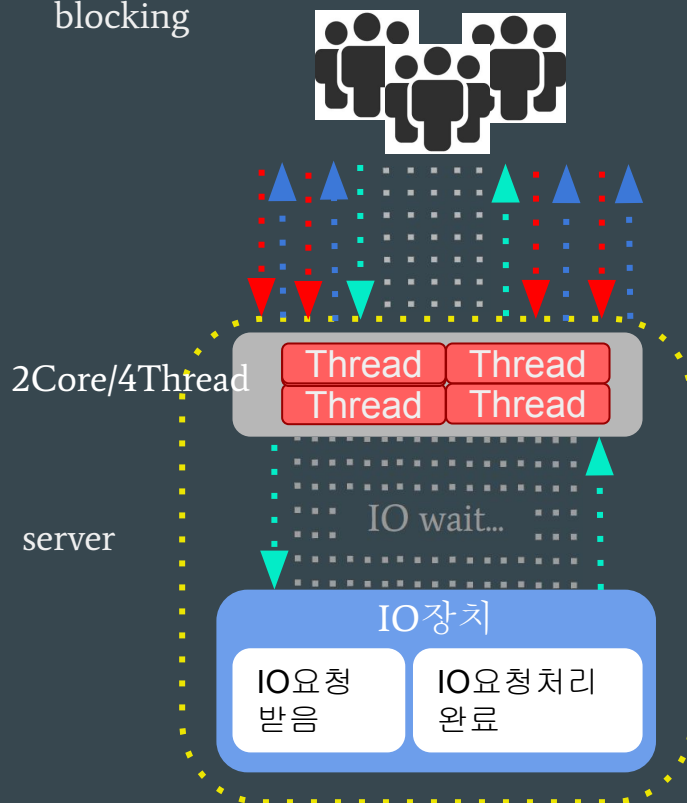 blocking
2Core/4Thread
Thread Thread
Thread Thread
server
IO wait...
IO장치
IO요청
받음
IO요청처리
완료